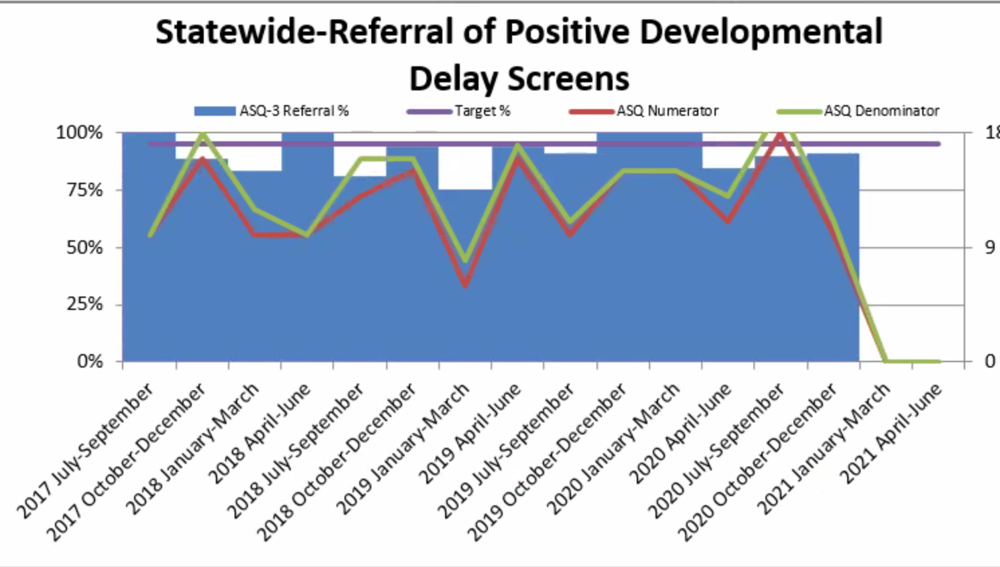 Statewide-Referral of Positive Developmental
Delay Screens
ASQ-3 Referral % Target % ASQ Numerator ASQ Denominator
100% 18
75%
50% 9
25%
0% 0
2017 July-September
2017 October-December
2018 January-March
2018 April-June
2018 July-September
2018 October-December
2019 January-March
2019 April-June
2019 July-September
2019 October-December
2020 January-March
2020 April-June
2020 July-September
2020 October-December
2021 January-March
2021 April-June